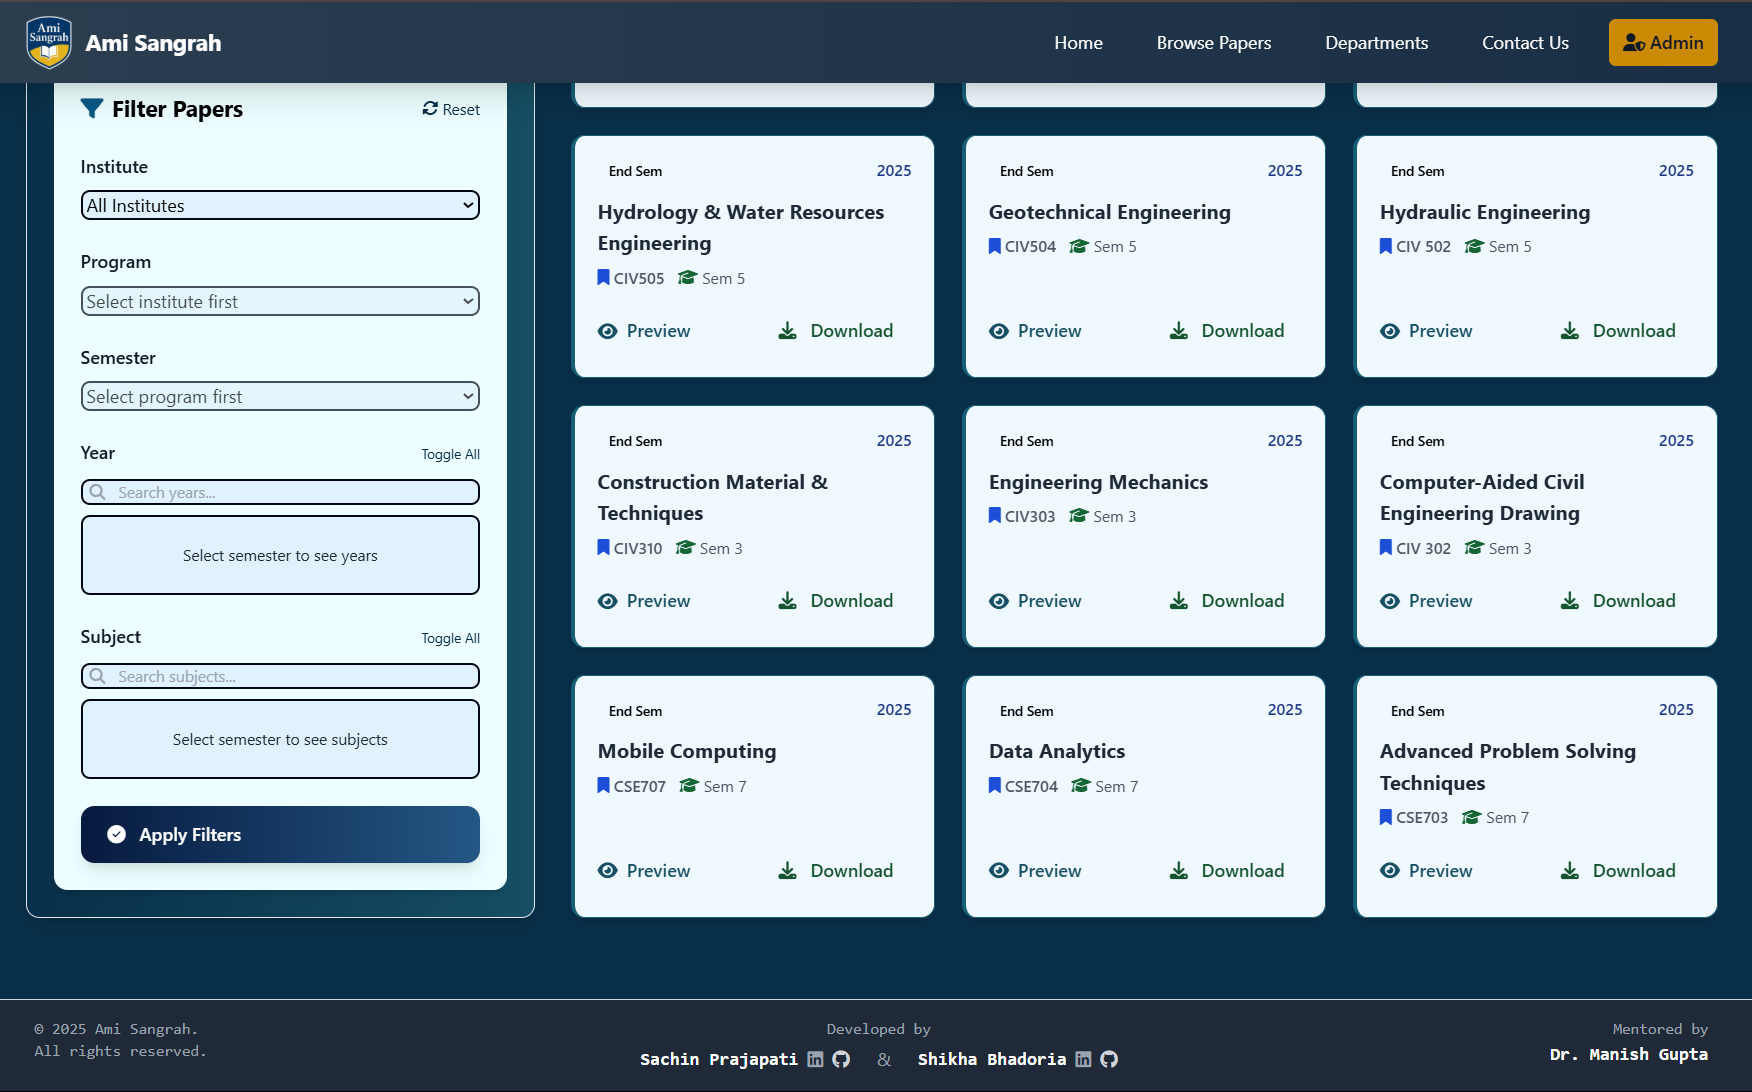 Ami
Sangrah
Ami Sangrah
Home
Browse Papers
Departments
Contact Us
Admin
Filter Papers
Reset
Institute
All Institutes
Program
Select institute first
Semester
Select program first
Year
Toggle All
Search years...
Select semester to see years
Subject
Toggle All
Search subjects...
Select semester to see subjects
Apply Filters
End Sem
2025
Hydrology & Water Resources
Engineering
CIV505 Sem 5
Preview
Download
End Sem
2025
Geotechnical Engineering
CIV504 Sem 5
Preview
Download
End Sem
2025
Hydraulic Engineering
CIV 502 Sem 5
Preview
Download
End Sem
2025
Construction Material &
Techniques
CIV310 Sem 3
Preview
Download
End Sem
2025
Engineering Mechanics
CIV303 Sem 3
Preview
Download
End Sem
2025
Computer-Aided Civil
Engineering Drawing
CIV 302 Sem 3
Preview
Download
End Sem
2025
Mobile Computing
CSE707 Sem 7
Preview
Download
End Sem
2025
Data Analytics
CSE704 Sem 7
Preview
Download
End Sem
2025
Advanced Problem Solving
Techniques
CSE703 Sem 7
Preview
Download
© 2025 Ami Sangrah.
All rights reserved.
Developed by
Sachin Prajapati & Shikha Bhadoria
Mentored by
Dr. Manish Gupta